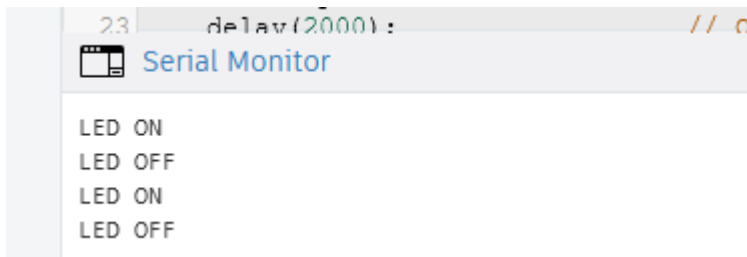 23 delay(2000);
Serial Monitor
LED ON
LED OFF
LED ON
LED OFF